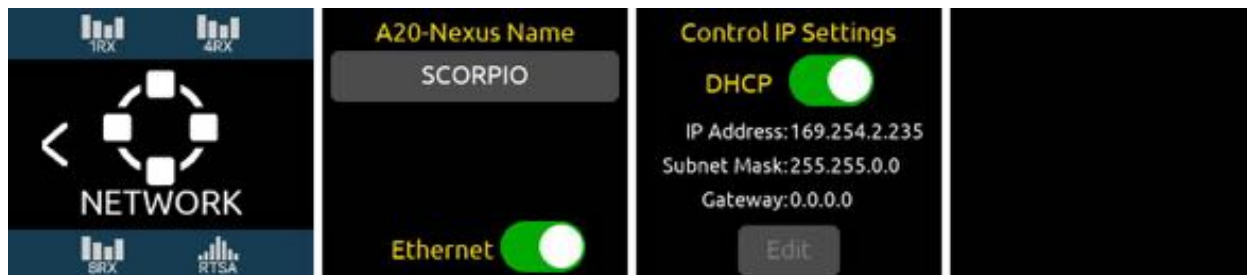 1RX 4RX
NETWORK
8RX RTSA
A20-Nexus Name
SCORPIO
Ethernet
Control IP Settings
DHCP
IP Address:169.254.2.235
Subnet Mask:255.255.0.0
Gateway:0.0.0.0
Edit